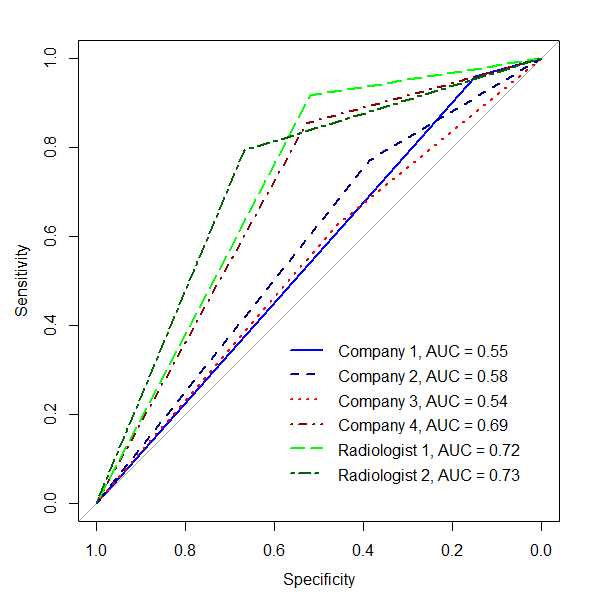 1.0
0.8
0.6
0.4
0.2
0.0
Sensitivity
Company 1, AUC = 0.55
Company 2, AUC = 0.58
Company 3, AUC = 0.54
Company 4, AUC = 0.69
Radiologist 1, AUC = 0.72
Radiologist 2, AUC = 0.73
1.0 0.8 0.6 0.4 0.2 0.0
Specificity